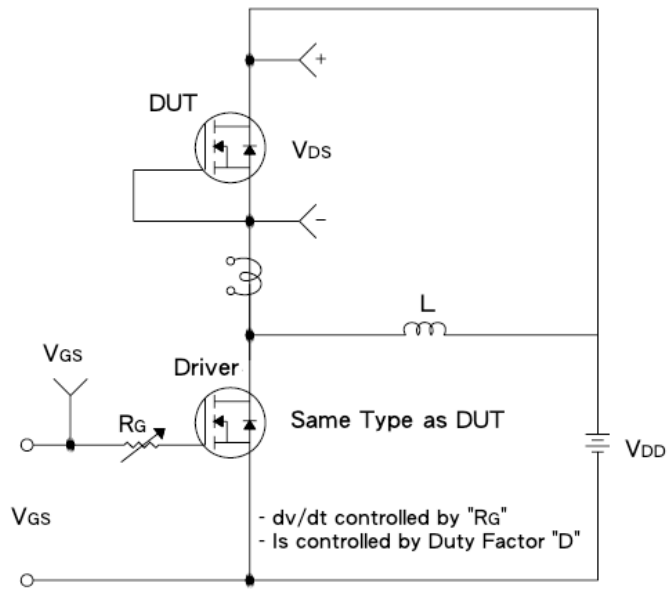 +
DUT
VDS
-
L
VGS
Driver
RG
Same Type as DUT
VDD
VGS
- dv/dt controlled by "RG"
- Is controlled by Duty Factor "D"